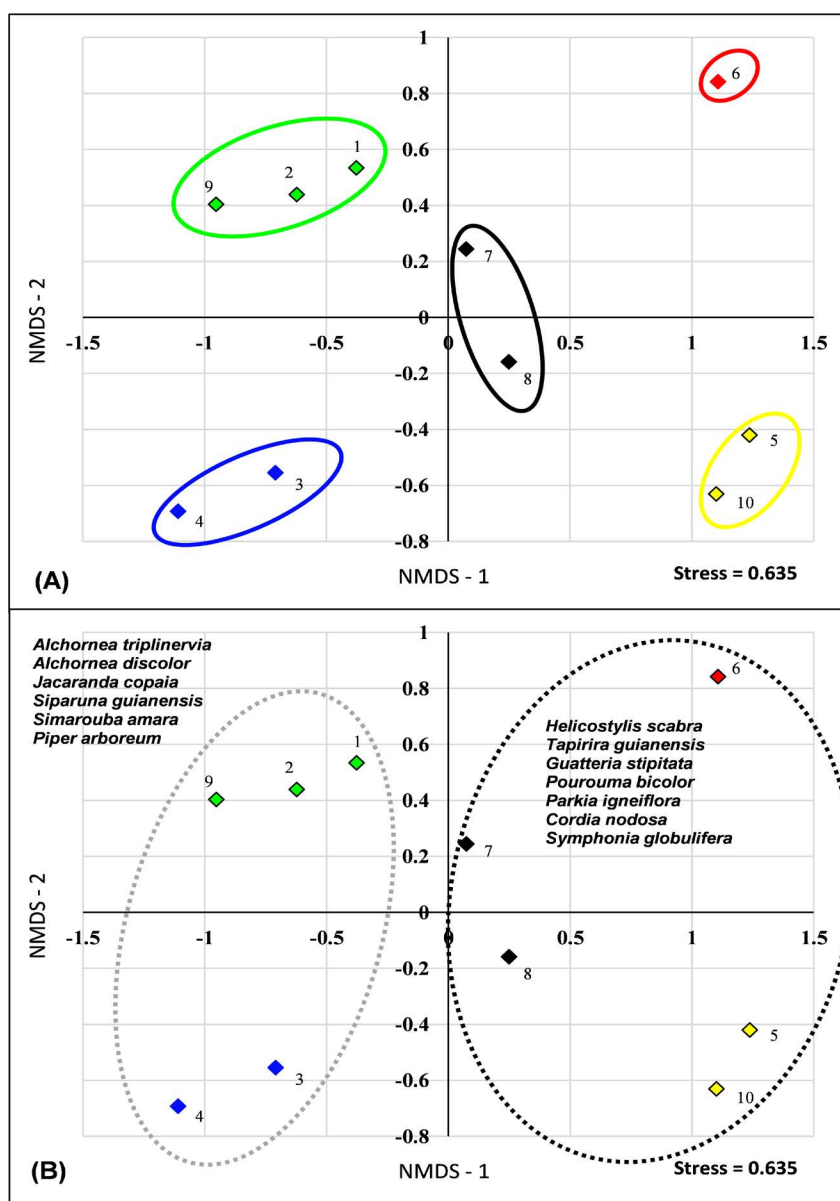 1
0.8
0.6
0.4
0.2
0
-0.2
-0.4
-0.6
-0.8
-1.5
-1
-0.5
0
0.5
1
1.5
6
1
2
9
7
8
3
4
5
10
NMDS - 2
NMDS - 1
(A)
Stress = 0.635
Alchornea triplinervia
Alchornea discolor
Jacaranda copaia
Siparuna guianensis
Simarouba amara
Piper arboreum
Helicostylis scabra
Tapirira guianensis
Guatteria stipitata
Pourouma bicolor
Parkia igneiflora
Cordia nodosa
Symphonia globulifera
1
0.8
0.6
0.4
0.2
0
-0.2
-0.4
-0.6
-0.8
-1.5
-1
-0.5
0
0.5
1
1.5
6
1
2
9
7
8
3
4
5
10
NMDS - 2
NMDS - 1
(B)
Stress = 0.635